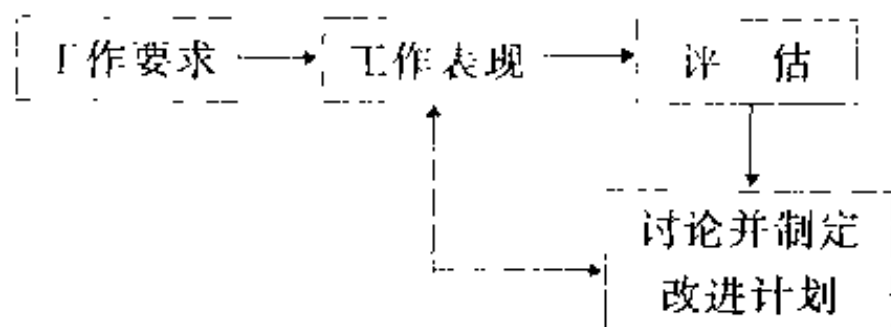 工作要求
工作表现
评 估
讨论并制定
改进计划